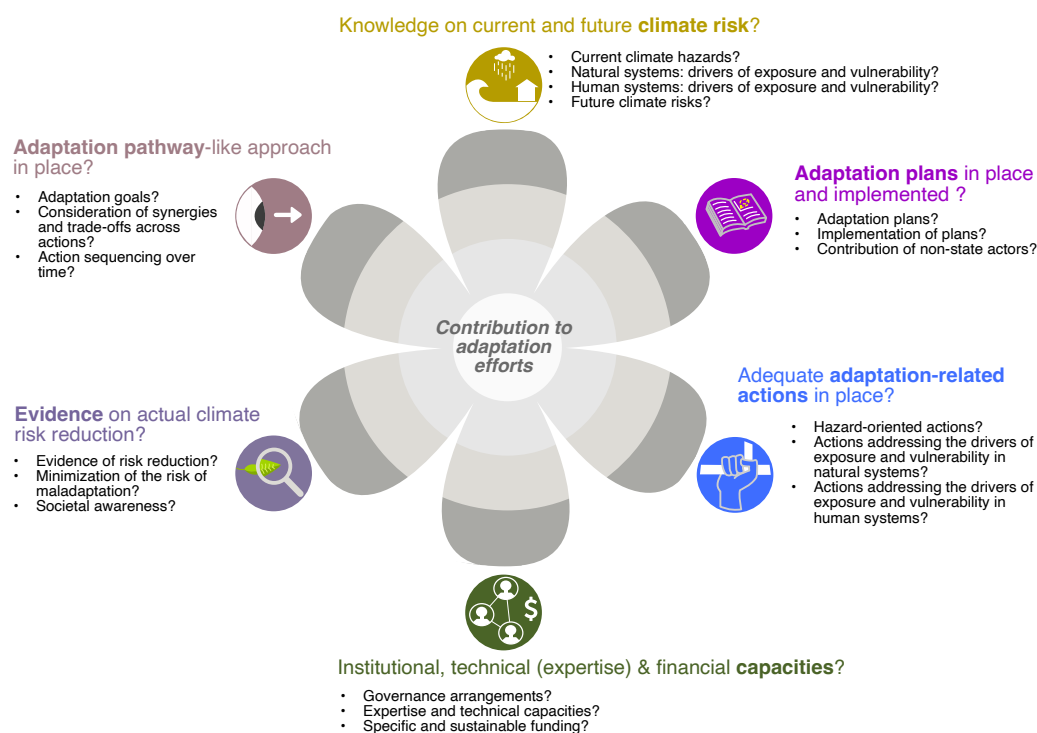 Knowledge on current and future climate risk?
• Current climate hazards?
• Natural systems: drivers of exposure and vulnerability?
• Human systems: drivers of exposure and vulnerability?
• Future climate risks?
Adaptation plans in place
and implemented ?
• Adaptation plans?
• Implementation of plans?
• Contribution of non-state actors?
Adequate adaptation-related
actions in place?
• Hazard-oriented actions?
• Actions addressing the drivers of
exposure and vulnerability in
natural systems?
• Actions addressing the drivers of
exposure and vulnerability in
human systems?
$
Institutional, technical (expertise) & financial capacities?
• Governance arrangements?
• Expertise and technical capacities?
• Specific and sustainable funding?
Evidence on actual climate
risk reduction?
• Evidence of risk reduction?
• Minimization of the risk of
maladaptation?
• Societal awareness?
Adaptation pathway-like approach
in place?
• Adaptation goals?
• Consideration of synergies
and trade-offs across
actions?
• Action sequencing over
time?
Contribution to
adaptation
efforts